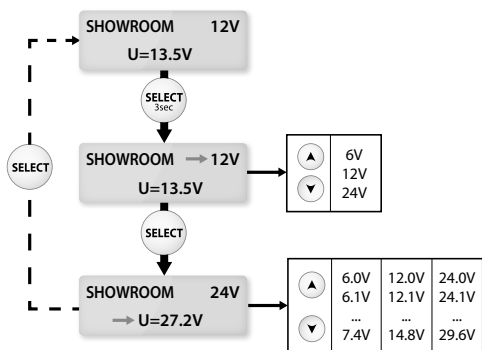 SHOWROOM 12V
U=13.5V
SELECT
3sec
SHOWROOM → 12V
U=13.5V
6V
12V
24V
SELECT
SELECT
SHOWROOM 24V
→ U=27.2V
6.0V 12.0V 24.0V
6.1V 12.1V 24.1V
... ... ...
7.4V 14.8V 29.6V